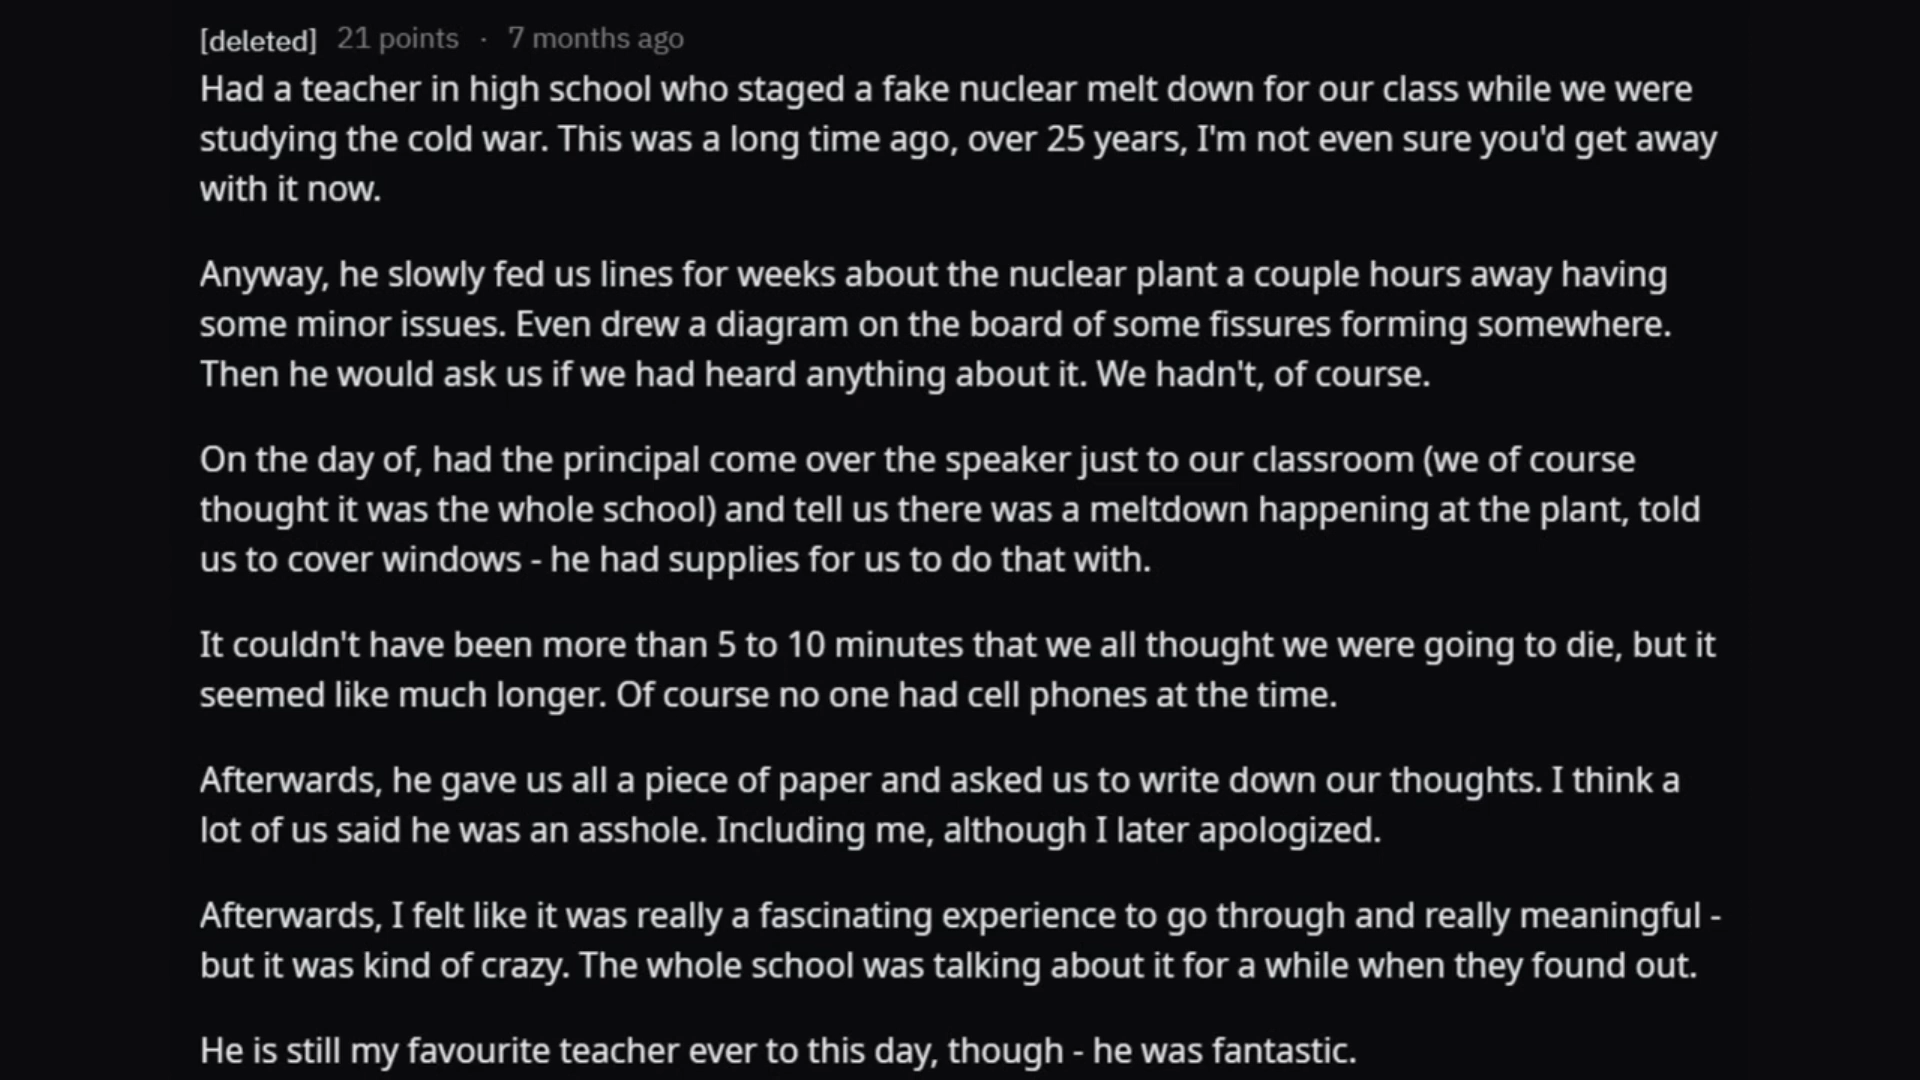 [deleted] 21 points · 7 months ago
Had a teacher in high school who staged a fake nuclear melt down for our class while we were
studying the cold war. This was a long time ago, over 25 years, I'm not even sure you'd get away
with it now.
Anyway, he slowly fed us lines for weeks about the nuclear plant a couple hours away having
some minor issues. Even drew a diagram on the board of some fissures forming somewhere.
Then he would ask us if we had heard anything about it. We hadn't, of course.
On the day of, had the principal come over the speaker just to our classroom (we of course
thought it was the whole school) and tell us there was a meltdown happening at the plant, told
us to cover windows - he had supplies for us to do that with.
It couldn't have been more than 5 to 10 minutes that we all thought we were going to die, but it
seemed like much longer. Of course no one had cell phones at the time.
Afterwards, he gave us all a piece of paper and asked us to write down our thoughts. I think a
lot of us said he was an asshole. Including me, although I later apologized.
Afterwards, I felt like it was really a fascinating experience to go through and really meaningful -
but it was kind of crazy. The whole school was talking about it for a while when they found out.
He is still my favourite teacher ever to this day, though - he was fantastic.